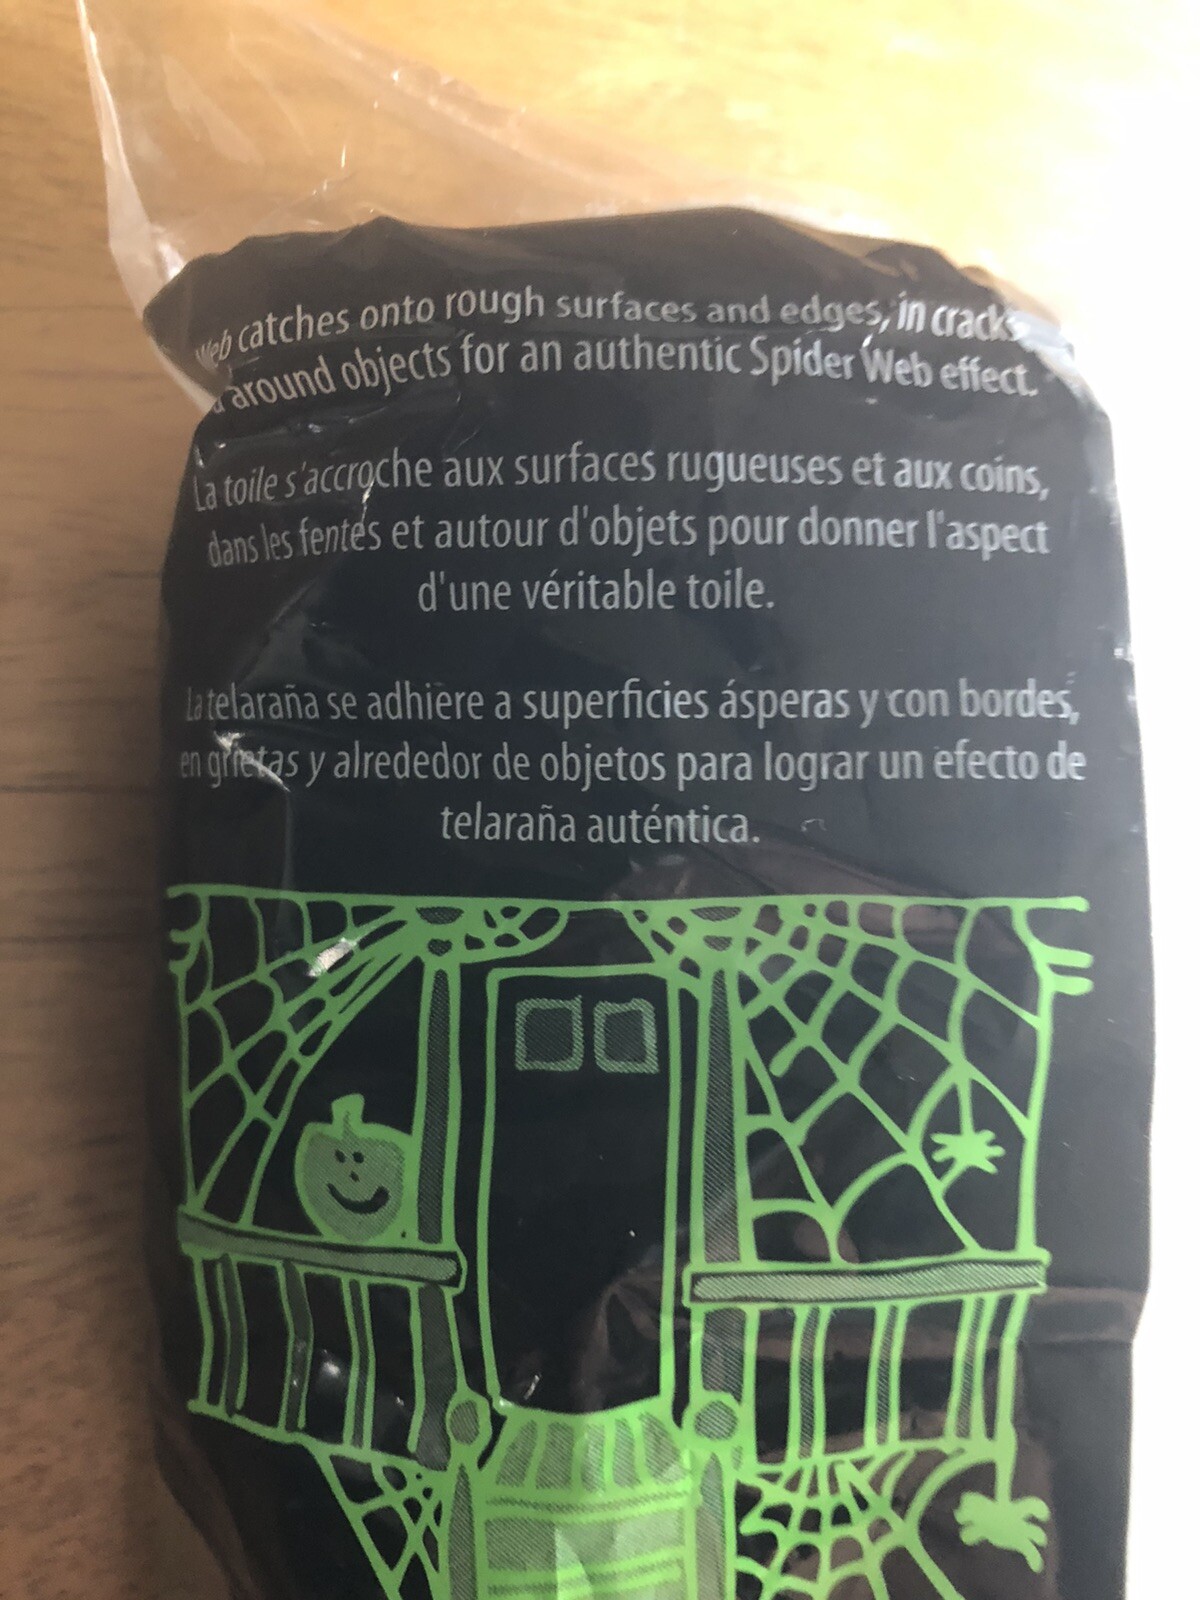 Web catches onto rough surfaces and edges, in cracks
around objects for an authentic Spider Web effect.
La toile s'accroche aux surfaces rugueuses et aux coins,
dans les fentes et autour d'objets pour donner l'aspect
d'une véritable toile.
La telaraña se adhiere a superficies ásperas y con bordes,
en grietas y alrededor de objetos para lograr un efecto de
telaraña auténtica.